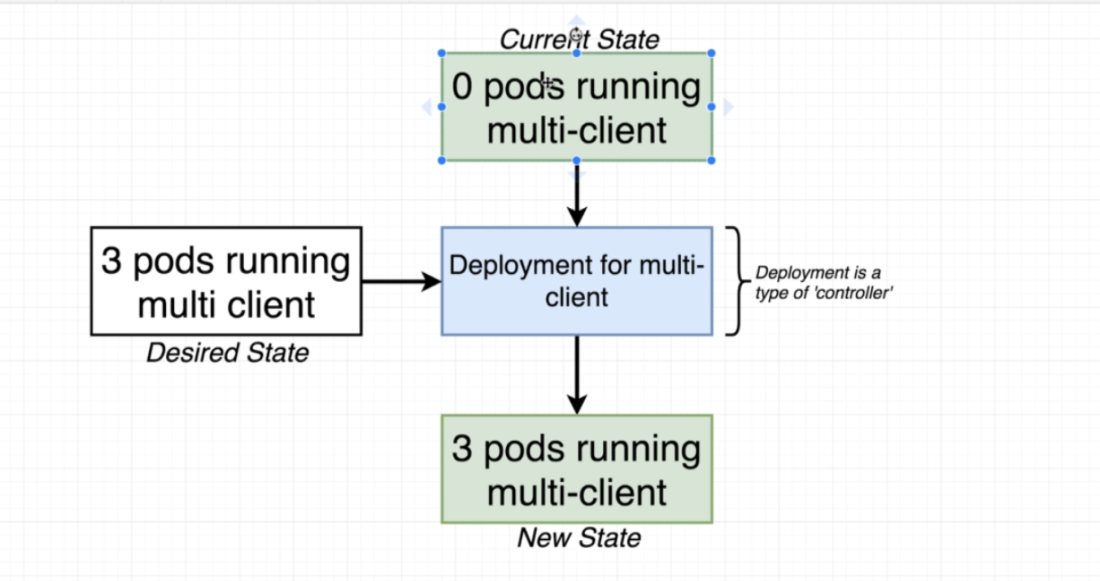 Current State
0 pods running
multi-client
3 pods running
multi client
Desired State
Deployment for multi-
client
Deployment is a
type of 'controller'
3 pods running
multi-client
New State